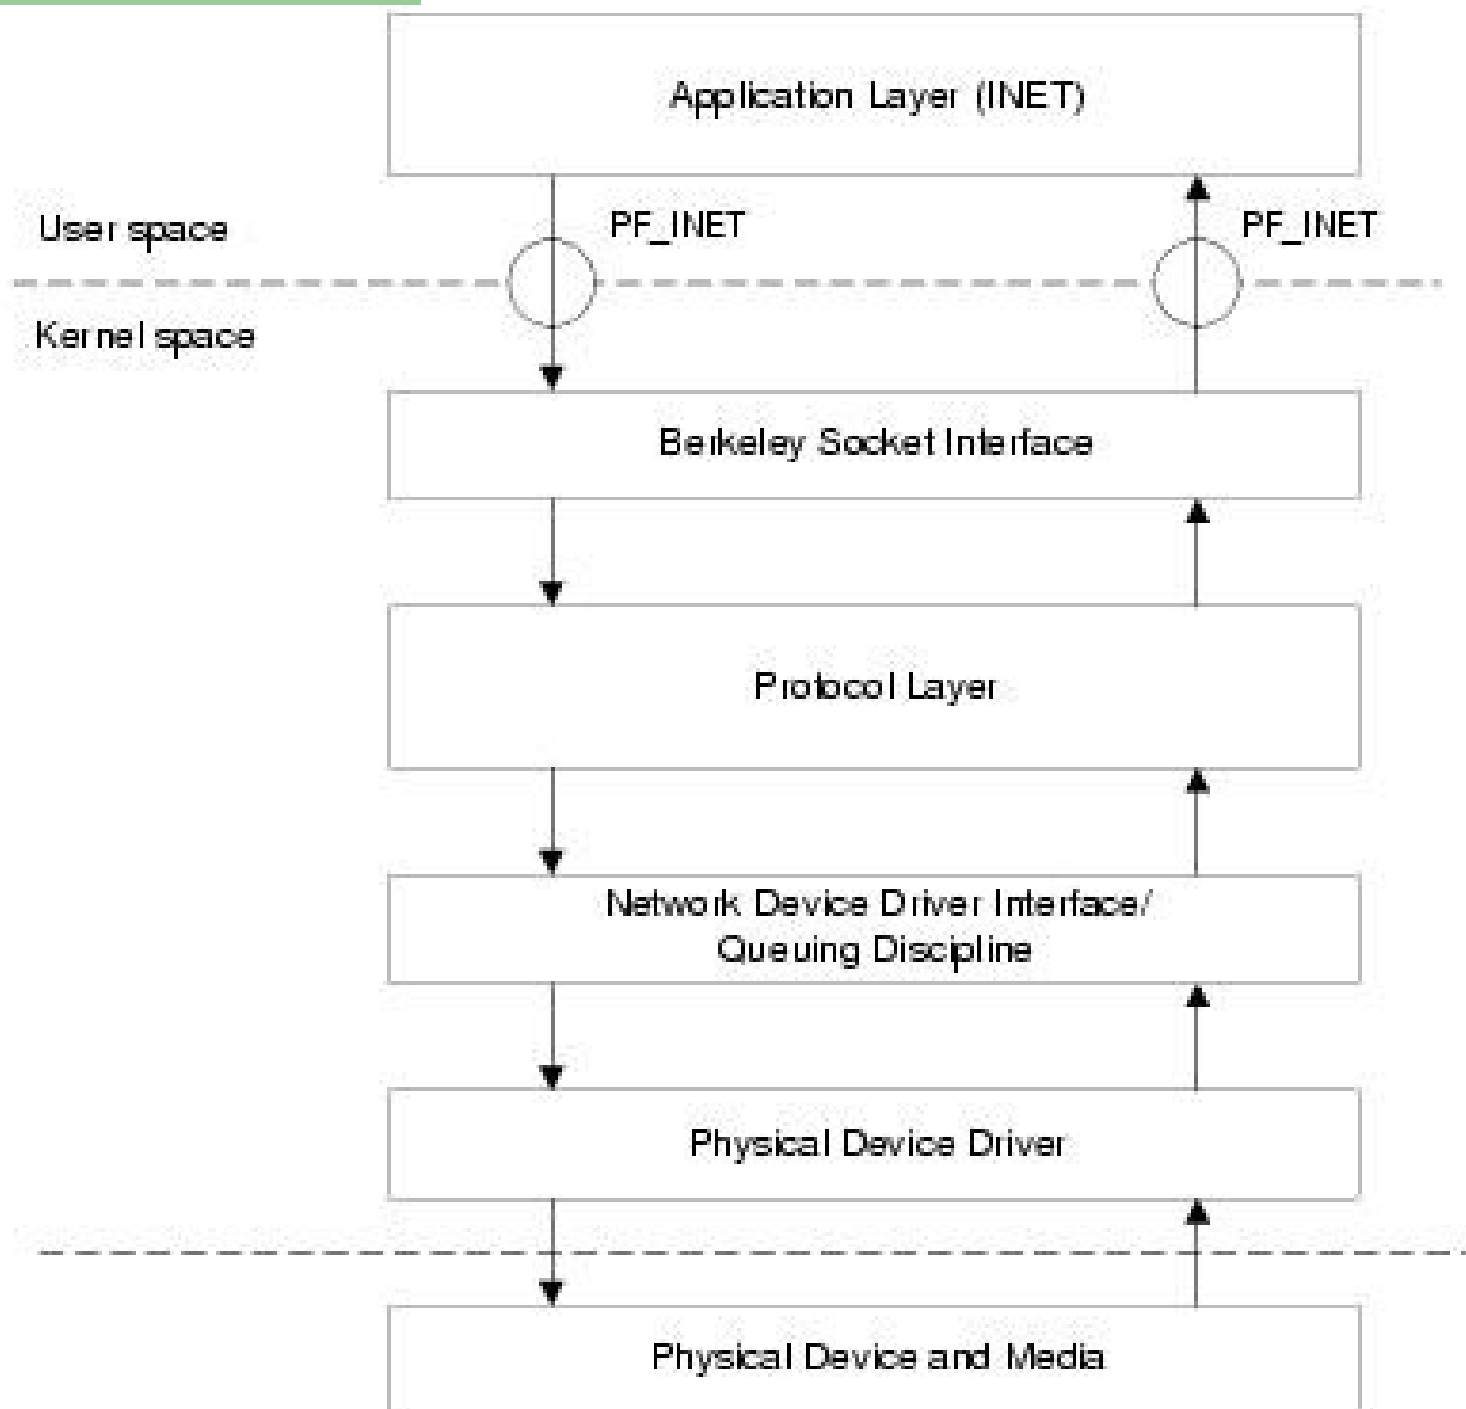 Application Layer (INET)
User space
PF_INET
PF_INET
Kernel space
Berkeley Socket Interface
Protocol Layer
Network Device Driver Interface/
Queuing Discipline
Physical Device Driver
Physical Device and Media